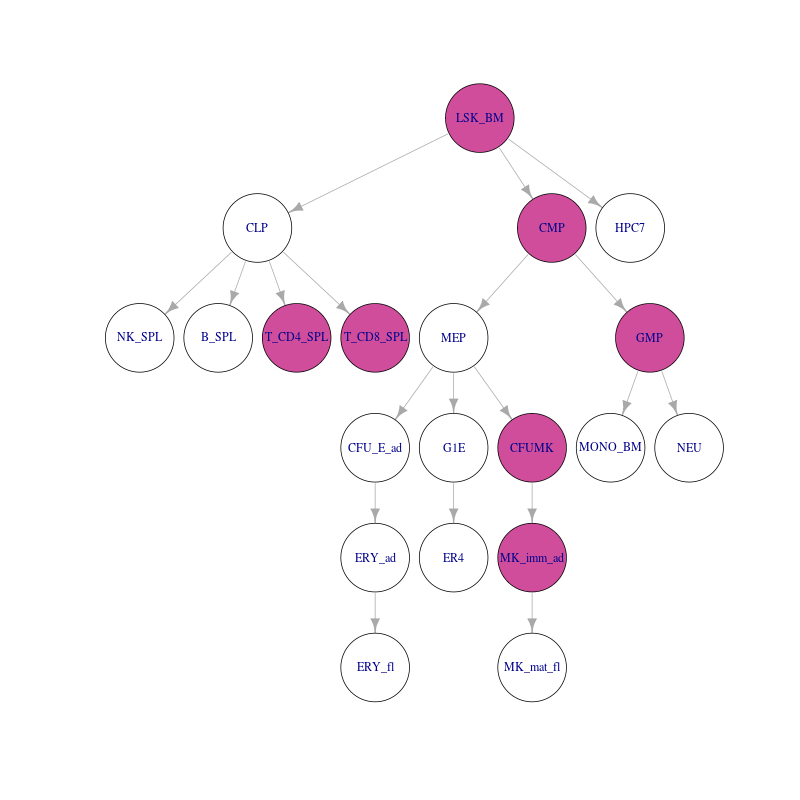 LSK_BM
CLP
CMP
HPC7
NK_SPL
B_SPL
T_CD4_SPL
T_CD8_SPL
MEP
GMP
CFU_E_ad
G1E
CFUMK
MONO_BM
NEU
ERY_ad
ER4
MK_imm_ad
ERY_fl
MK_mat_fl